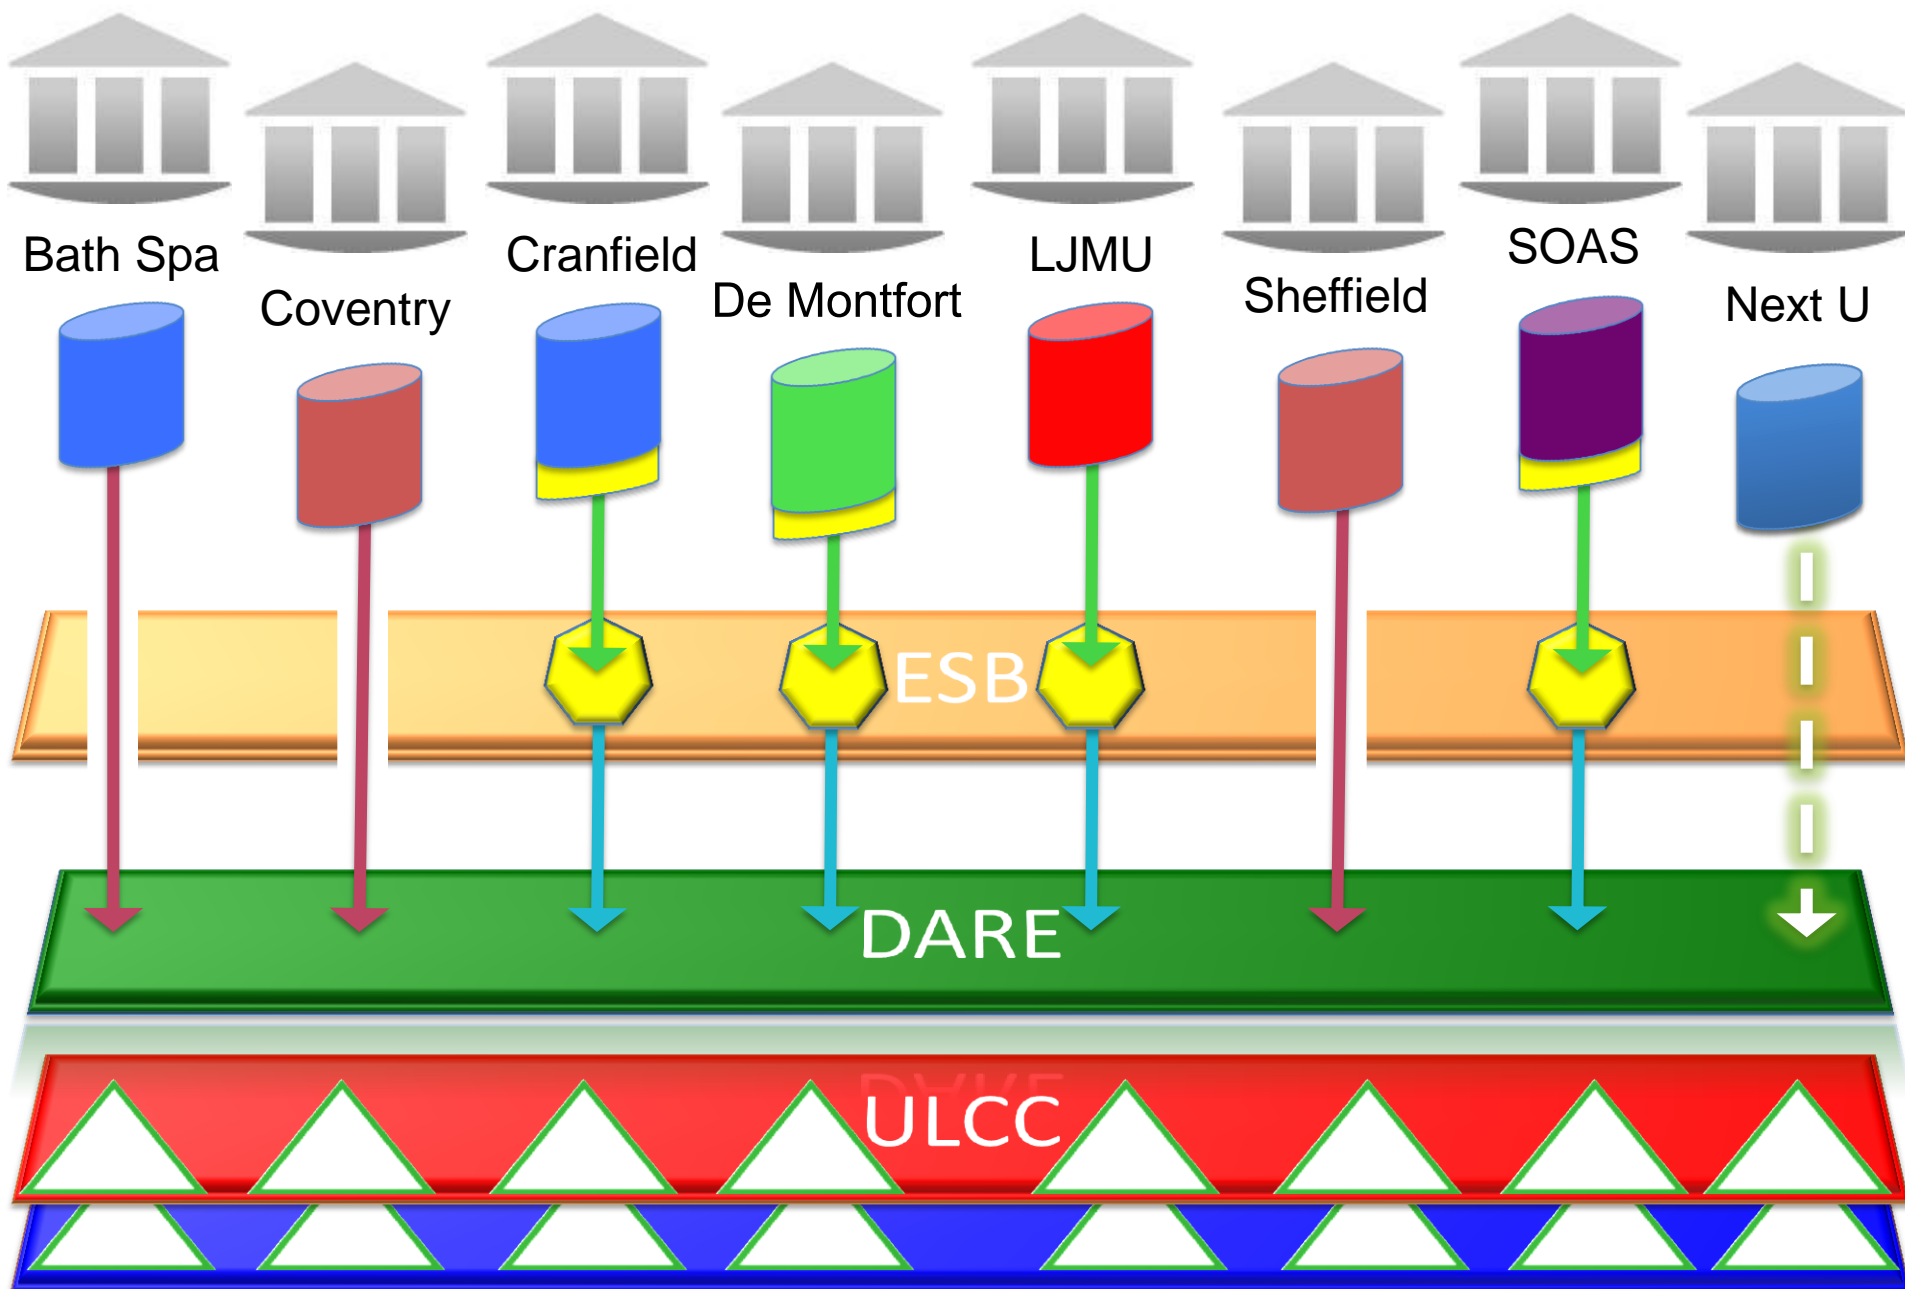 Bath Spa
Coventry
Cranfield
De Montfort
LJMU
Sheffield
SOAS
Next U
ESB
DARE
ULCC